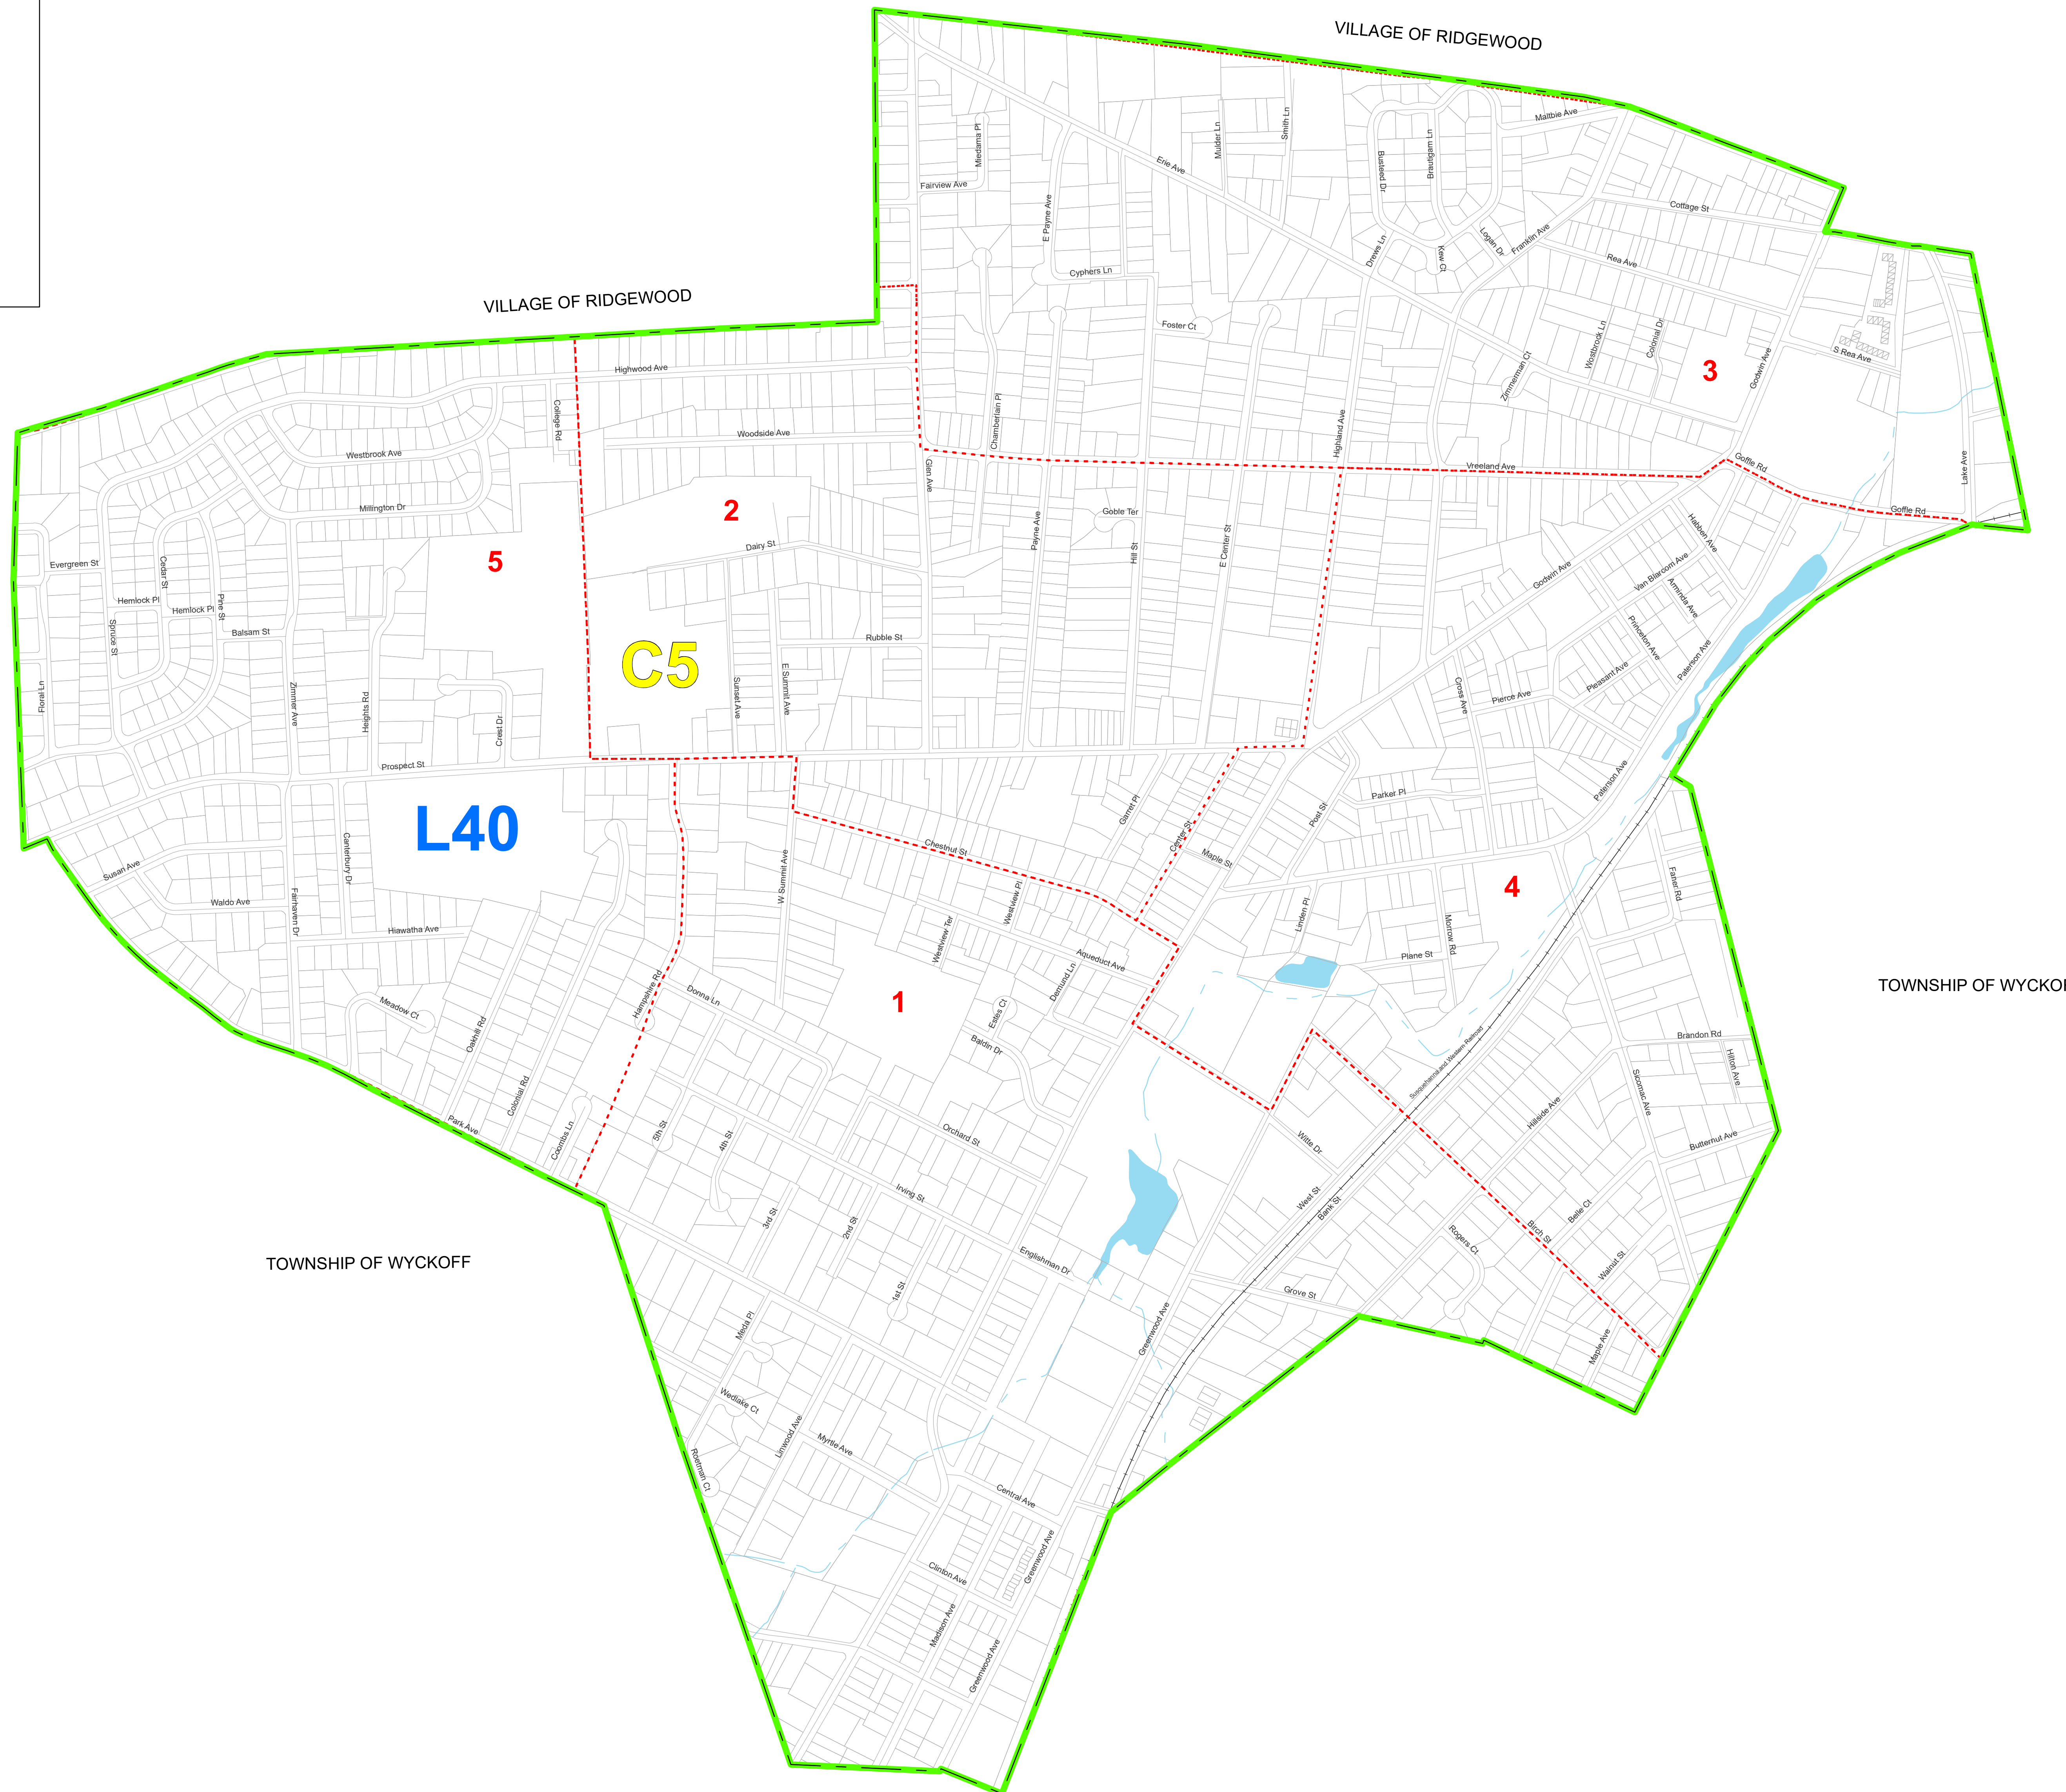 VILLAGE OF RIDGEWOOD
Maltbie Ave
Miedama Pl
Mulder Ln
Smith Ln
Brautigam Ln
Busteed Dr
Erie Ave
Fairview Ave
E Payne Ave
Cottage St
Logan Dr
Franklin Ave
Drews Ln
Kew Ct
Rea Ave
Cyphers Ln
VILLAGE OF RIDGEWOOD
Foster Ct
Wostbrook Ln
Colonial Dr
S Rea Ave
Godwin Ave
3
Zimmerman Ct
Highwood Ave
College Rd
Chamberlain Pl
Highland Ave
Woodside Ave
Westbrook Ave
Vreeland Ave
Goffle Rd
Lake Ave
Glen Ave
Millington Dr
2
Goble Ter
Goffle Rd
Payne Ave
Habben Ave
Dairy St
Hill St
E Center St
5
Evergreen St
Cedar St
Godwin Ave
Van Blarcom Ave
Arminda Ave
Hemlock Pl
Hemlock Pl
Pine St
Spruce St
Balsam St
Rubble St
Princeton Ave
C5
Paterson Ave
Pleasant Ave
Floral Ln
Zimmer Ave
Heights Rd
Crest Dr
Sunset Ave
E Summit Ave
Cross Ave
Pierce Ave
Prospect St
Paterson Ave
Parker Pl
Post St
Garret Pl
Center St
L40
Canterbury Dr
Chestnut St
Maple St
Susan Ave
W Summit Ave
Faner Rd
4
Waldo Ave
Fairhaven Dr
Westview Pl
Westview Ter
Linden Pl
Morrow Rd
Hiawatha Ave
Aqueduct Ave
Plane St
TOWNSHIP OF WYCKOF
Hampshire Rd
Donna Ln
Demund Ln
1
Meadow Ct
Estes Ct
Oakhill Rd
Baldin Dr
Susquehanna and Western Railroad
Brandon Rd
Hilton Ave
Colonial Rd
Sicomac Ave
Hillside Ave
Park Ave
Coombs Ln
5th St
4th St
Orchard St
Witte Dr
Butternut Ave
Irving St
West St
Bank St
Belle Ct
Birch St
3rd St
2nd St
Rogers Ct
TOWNSHIP OF WYCKOFF
Englishman Dr
Walnut St
1st St
Grove St
Meda Pl
Greenwood Ave
Maple Ave
Wedlake Ct
Linwood Ave
Myrtle Ave
Roetman Ct
Central Ave
Greenwood Ave
Clinton Ave
Madison Ave
Greenwood Ave